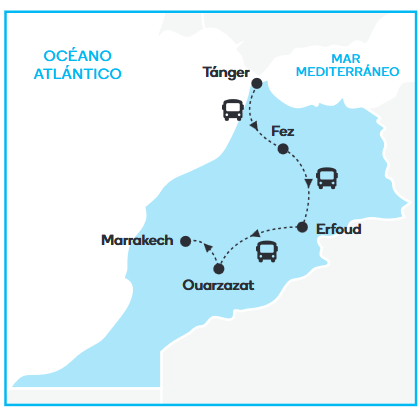 OCÉANO
ATLÁNTICO
MAR
MEDITERRÁNEO
Tánger
Fez
Erfoud
Marrakech
Ouarzazat